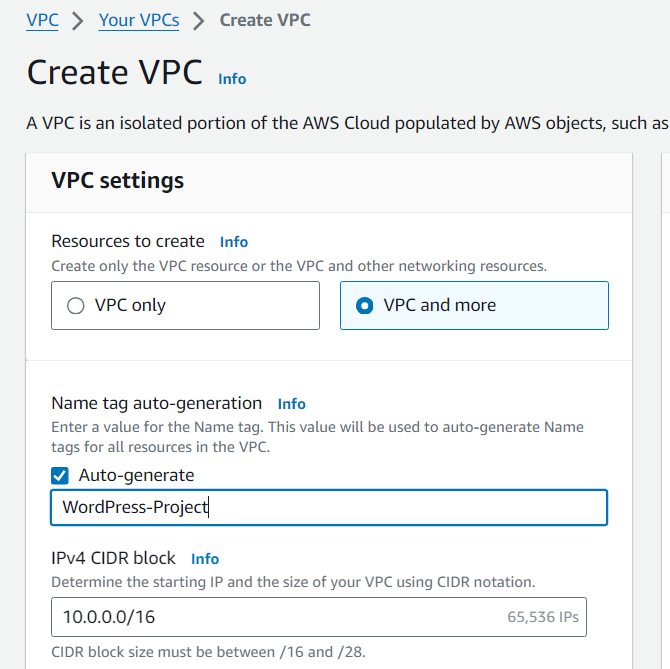 VPC > Your VPCs > Create VPC
Create VPC Info
A VPC is an isolated portion of the AWS Cloud populated by AWS objects, such as
VPC settings
Resources to create Info
Create only the VPC resource or the VPC and other networking resources.
VPC only
VPC and more
Name tag auto-generation Info
Enter a value for the Name tag. This value will be used to auto-generate Name
tags for all resources in the VPC.
Auto-generate
WordPress-Project
IPv4 CIDR block Info
Determine the starting IP and the size of your VPC using CIDR notation.
10.0.0.0/16 65,536 IPs
CIDR block size must be between /16 and /28.